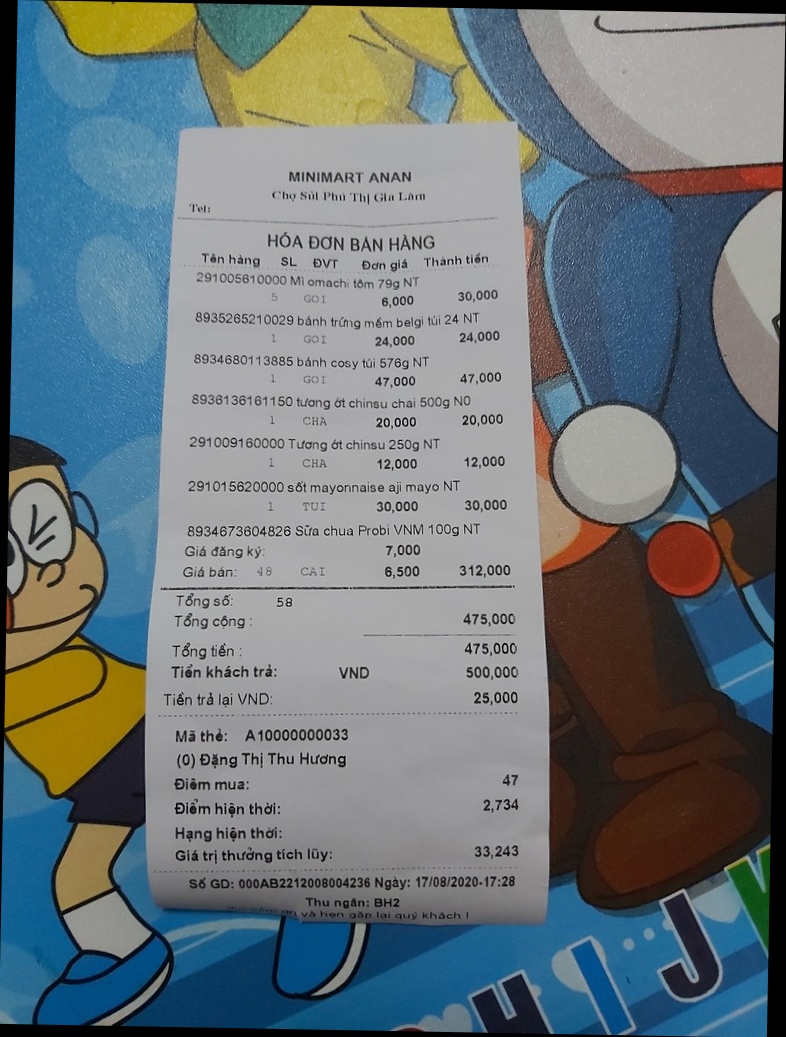 MINIMART ANAN
Chợ Sủi Phú Thị Gia Lâm
Tel:
HÓA ĐƠN BÁN HÀNG
Tên hàng SL ĐVT Đơn giá Thành tiền
291005610000 Mì omachi tôm 79g NT
5 GOI 6,000 30,000
8935265210029 bánh trứng mềm belgi túi 24 NT
1 GOI 24,000 24,000
8934680113885 bánh cosy túi 576g NT
1 GOI 47,000 47,000
8936136161150 tương ớt chinsu chai 500g N0
1 CHA 20,000 20,000
291009160000 Tương ớt chinsu 250g NT
1 CHA 12,000 12,000
291015620000 sốt mayonnaise aji mayo NT
1 TUI 30,000 30,000
8934673604826 Sữa chua Probi VNM 100g NT
Giá đăng ký: 7,000
Giá bán: 48 CAI 6,500 312,000
Tổng số: 58
Tổng cộng : 475,000
Tổng tiền : 475,000
Tiền khách trả: VND 500,000
Tiền trả lại VND: 25,000
Mã thẻ: A10000000033
(0) Đặng Thị Thu Hương
Điểm mua: 47
Điểm hiện thời: 2,734
Hạng hiện thời:
Giá trị thưởng tích lũy: 33,243
Số GD: 000AB2212008004236 Ngày: 17/08/2020-17:28
Thu ngân: BH2
và hẹn gặp lại quý khách !
H I J K